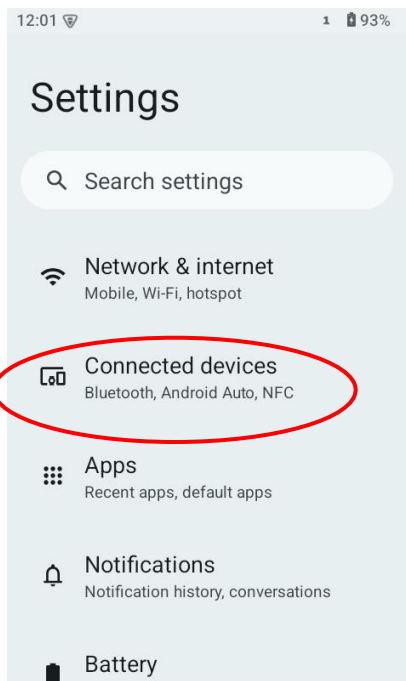 12:01 1 93%
Settings
Search settings
Network & internet
Mobile, Wi-Fi, hotspot
Connected devices
Bluetooth, Android Auto, NFC
Apps
Recent apps, default apps
Notifications
Notification history, conversations
Battery